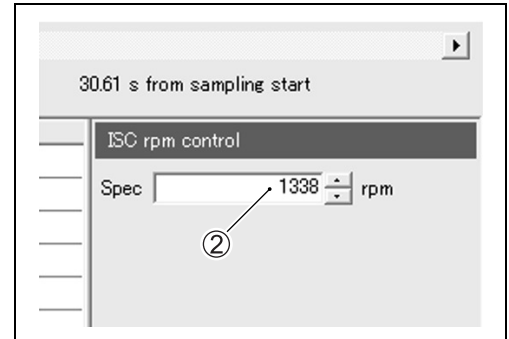 30.61 s from sampling start
ISC rpm control
Spec 1338 rpm
②